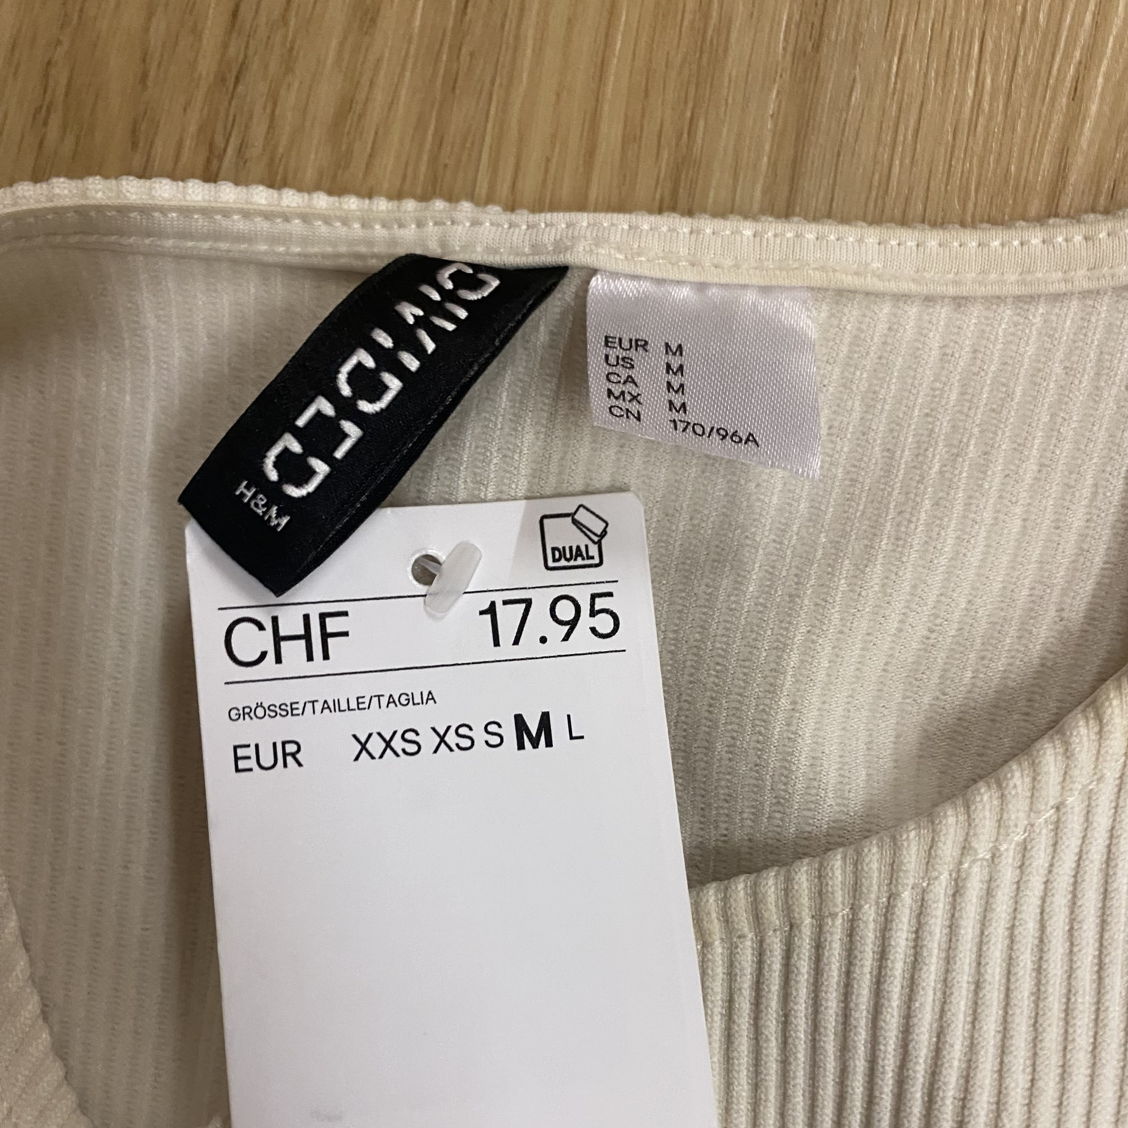 DIVIDED
H&M
EUR M
US M
CA M
MX M
CN 170/96A
DUAL
CHF 17.95
GRÖSSE/TAILLE/TAGLIA
EUR XXS XS S M L